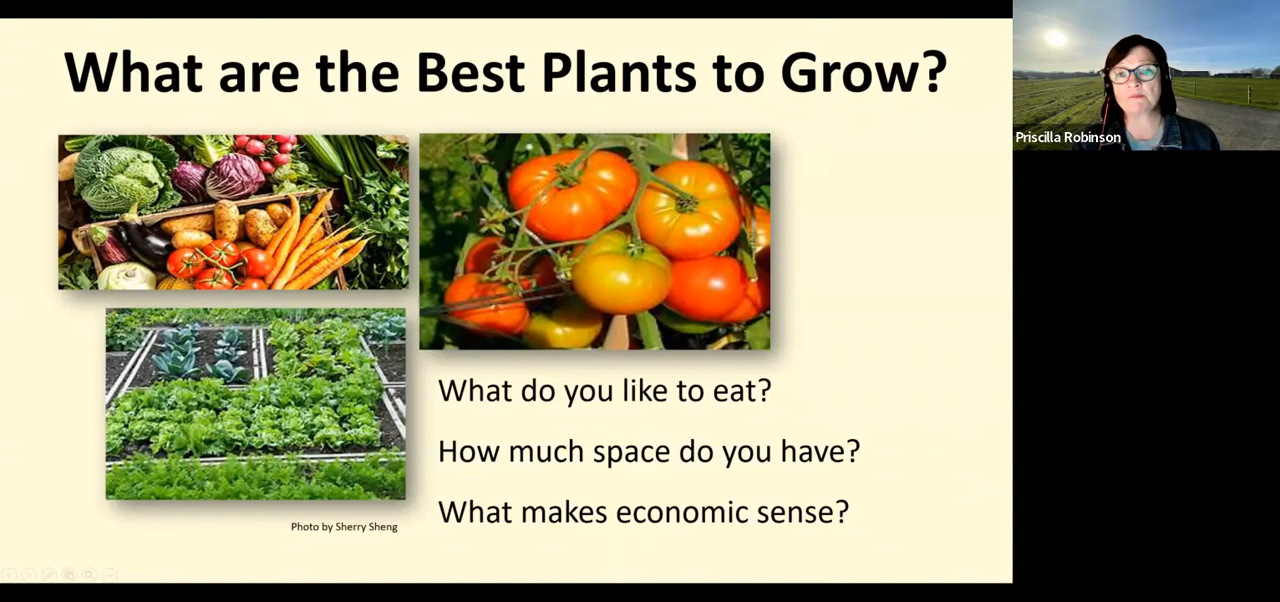 What are the Best Plants to Grow?
Priscilla Robinson
What do you like to eat?
How much space do you have?
What makes economic sense?
Photo by Sherry Sheng